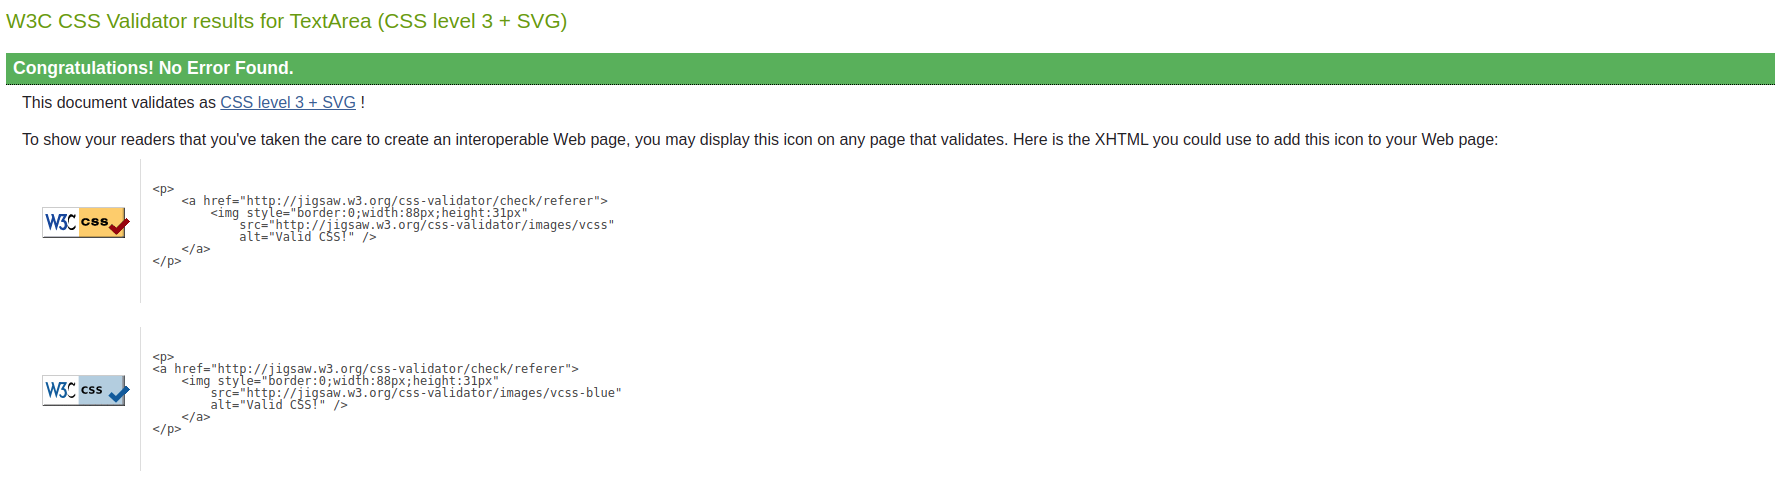 W3C CSS Validator results for TextArea (CSS level 3 + SVG)
Congratulations! No Error Found.
This document validates as CSS level 3 + SVG !
To show your readers that you've taken the care to create an interoperable Web page, you may display this icon on any page that validates. Here is the XHTML you could use to add this icon to your Web page:
W3C css
<p>
    <a href="http://jigsaw.w3.org/css-validator/check/referer">
        <img style="border:0;width:88px;height:31px"
            src="http://jigsaw.w3.org/css-validator/images/vcss"
            alt="Valid CSS!" />
    </a>
</p>
W3C css
<p>
<a href="http://jigsaw.w3.org/css-validator/check/referer">
    <img style="border:0;width:88px;height:31px"
        src="http://jigsaw.w3.org/css-validator/images/vcss-blue"
        alt="Valid CSS!" />
    </a>
</p>